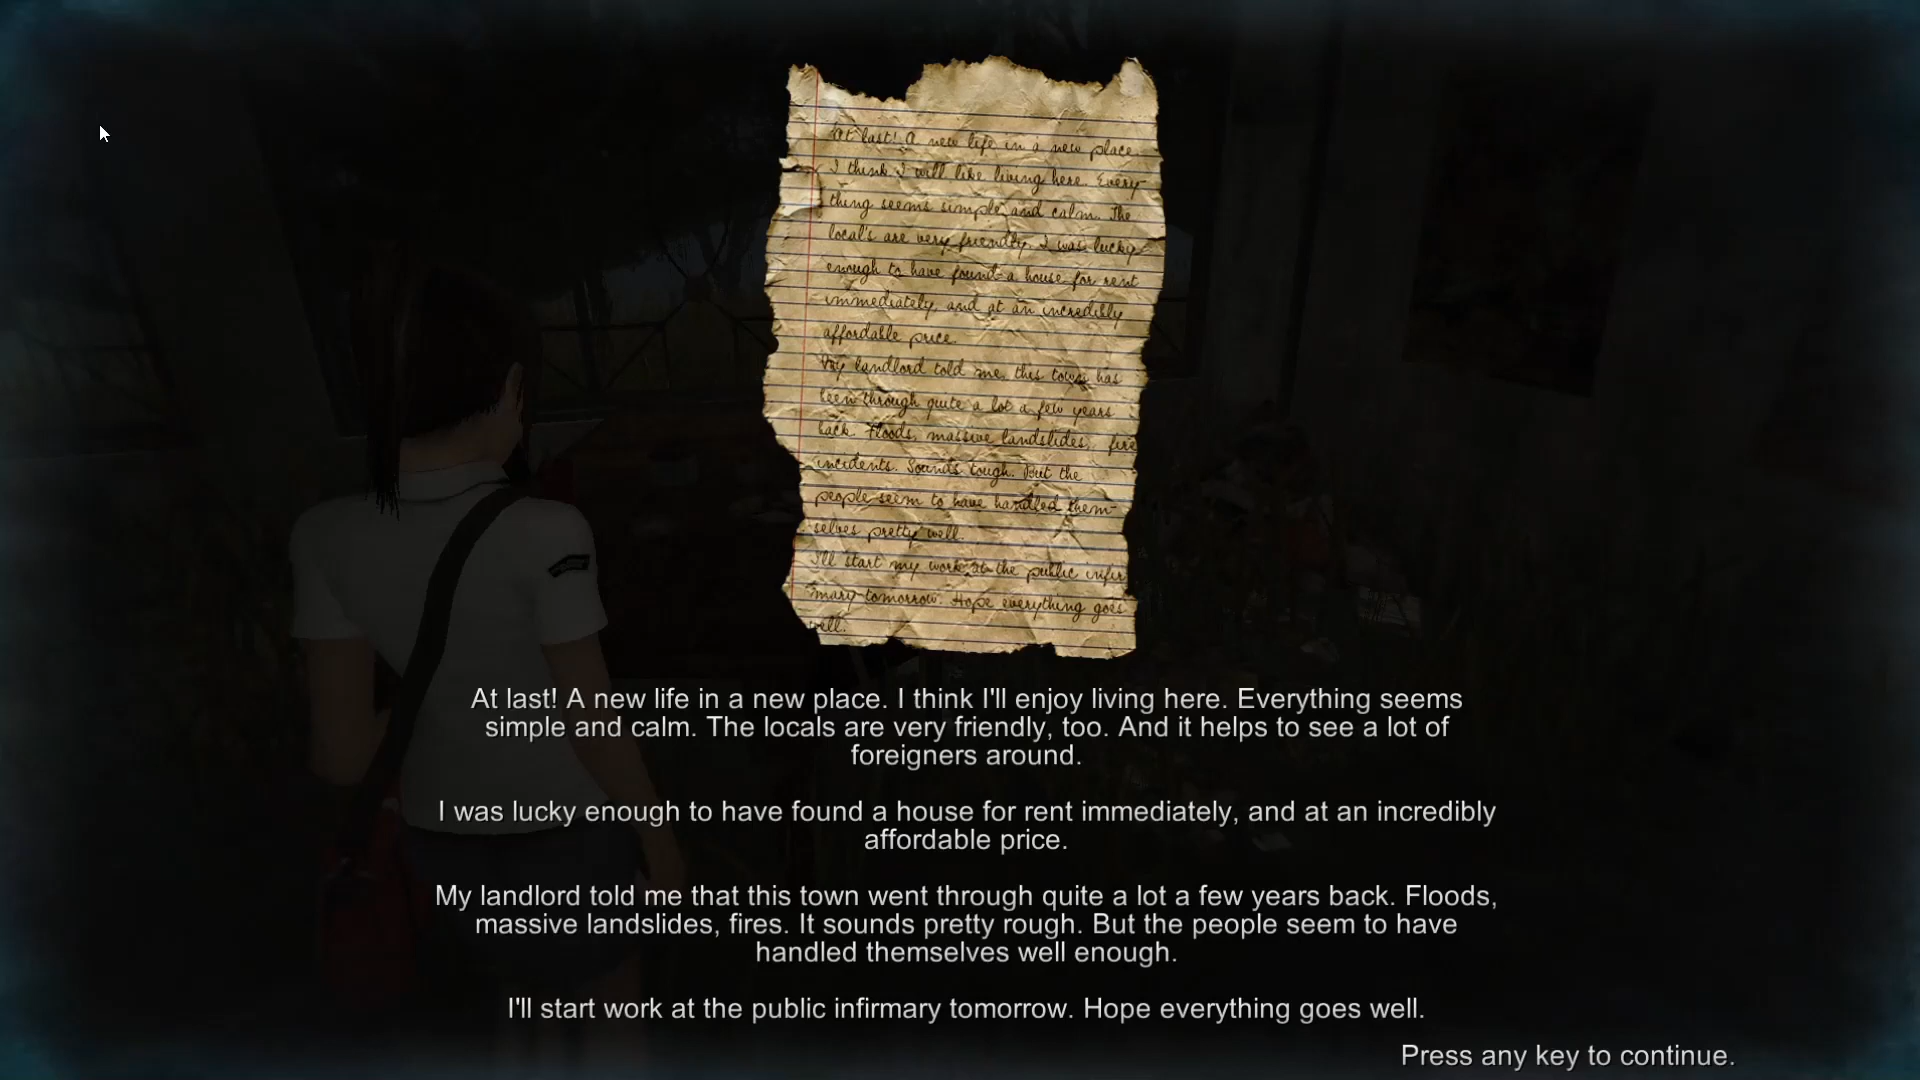 At last! A new life in a new place.
I think I will like living here. Every-
thing seems simple and calm. The
local's are very friendly. I was lucky
enough to have found a house for rent
immediately, and at an incredibly
affordable price.
My landlord told me this town has
been through quite a lot a few years
back. Floods, massive landslides, fire
incidents. Sounds tough. But the
people seem to have handled them-
selves pretty well.
I'll start my work at the public infir
mary tomorrow. Hope everything goes
well.
At last! A new life in a new place. I think I'll enjoy living here. Everything seems
simple and calm. The locals are very friendly, too. And it helps to see a lot of
foreigners around.
I was lucky enough to have found a house for rent immediately, and at an incredibly
affordable price.
My landlord told me that this town went through quite a lot a few years back. Floods,
massive landslides, fires. It sounds pretty rough. But the people seem to have
handled themselves well enough.
I'll start work at the public infirmary tomorrow. Hope everything goes well.
Press any key to continue.